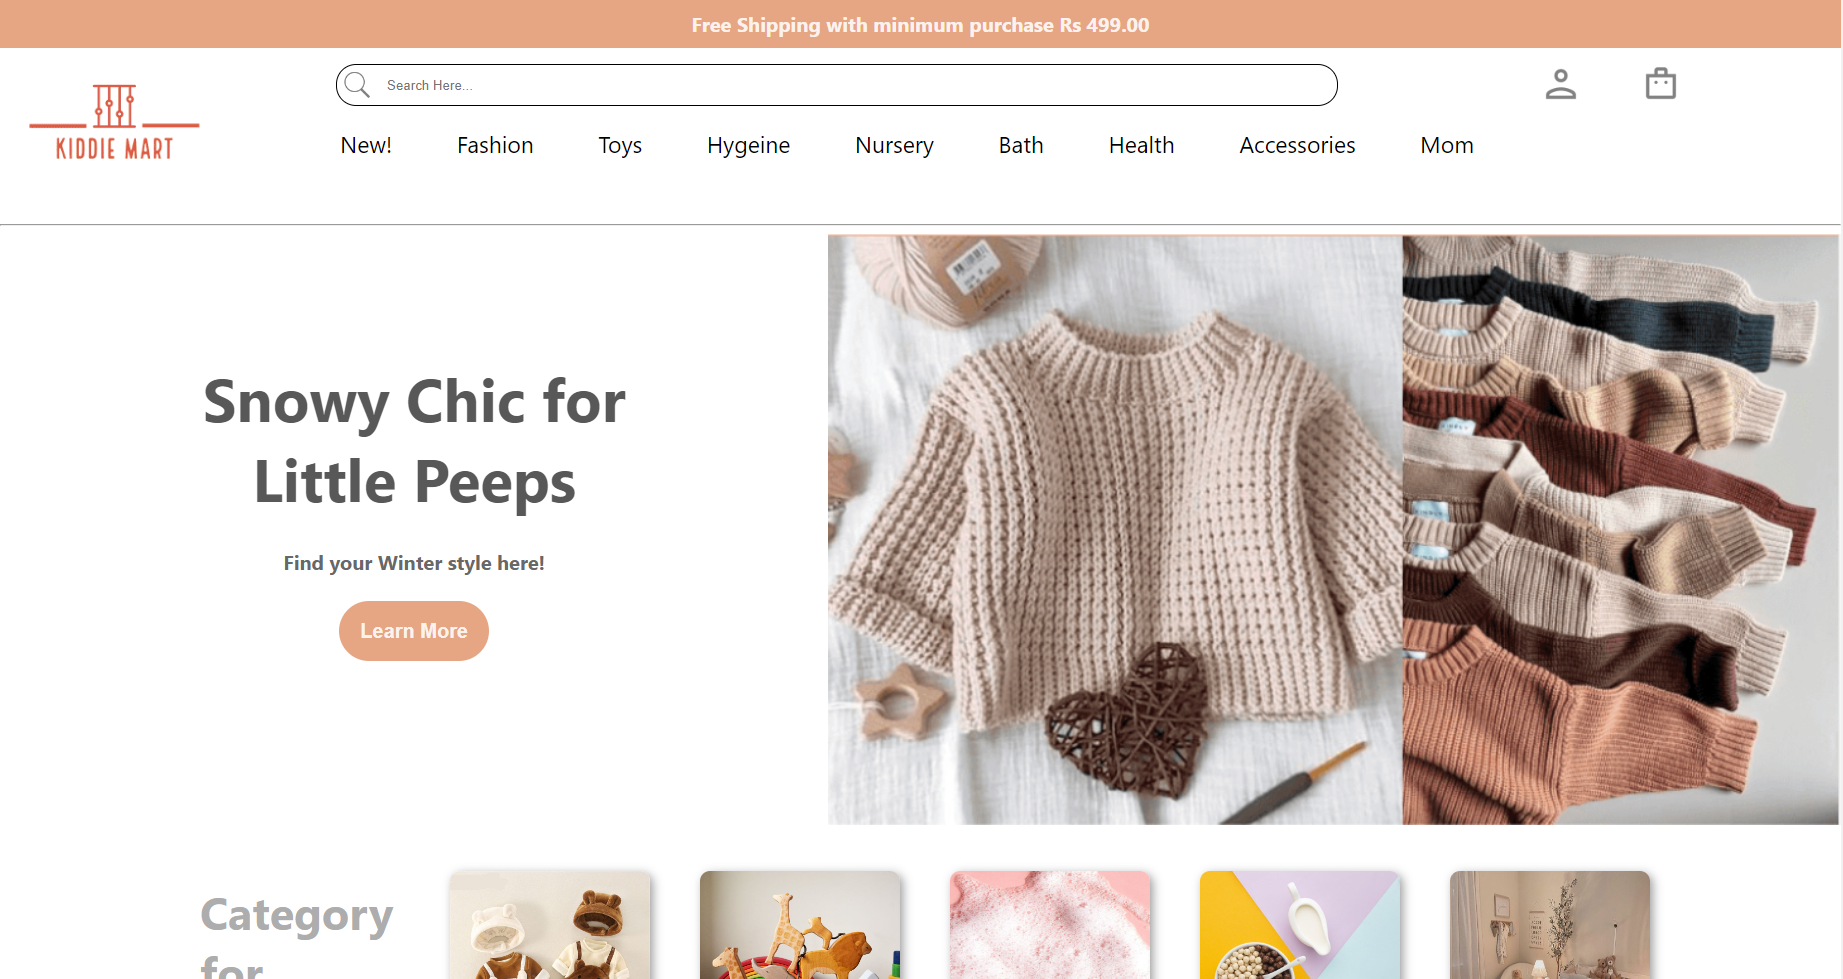 Free Shipping with minimum purchase Rs 499.00
KIDDIE MART
Search Here...
New! Fashion Toys Hygeine Nursery Bath Health Accessories Mom
Snowy Chic for
Little Peeps
Find your Winter style here!
Learn More
Category
for